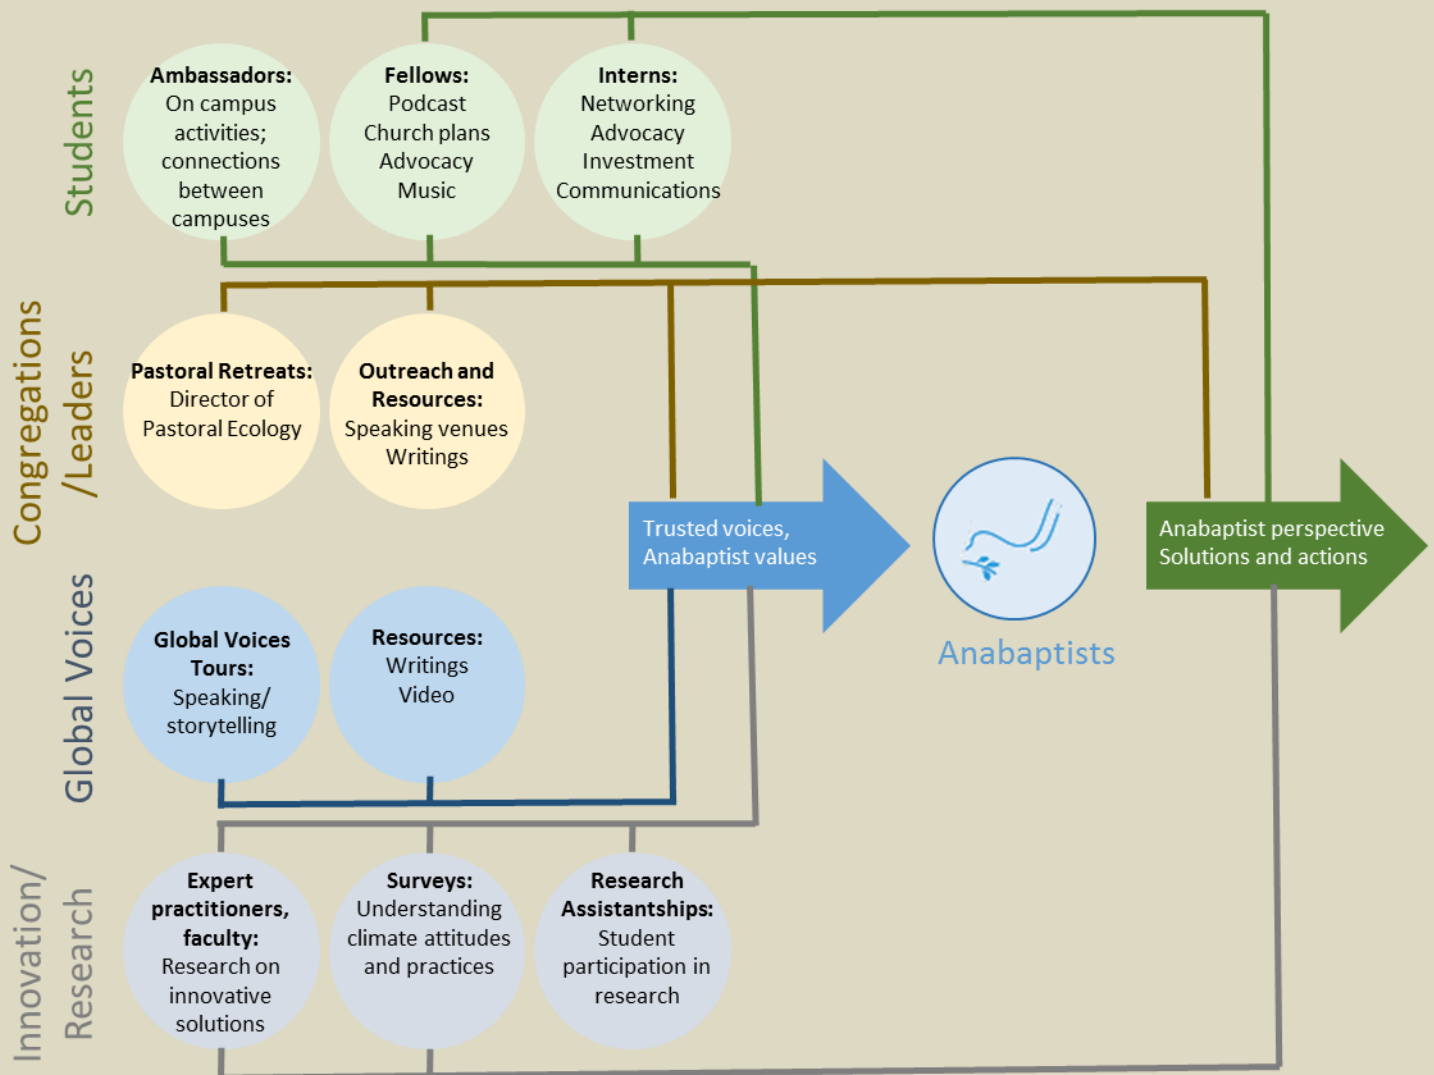 Students
Ambassadors:
On campus
activities;
connections
between
campuses
Fellows:
Podcast
Church plans
Advocacy
Music
Interns:
Networking
Advocacy
Investment
Communications
Congregations
/Leaders
Pastoral Retreats:
Director of
Pastoral Ecology
Outreach and
Resources:
Speaking venues
Writings
Trusted voices,
Anabaptist values
Anabaptists
Anabaptist perspective
Solutions and actions
Global Voices
Global Voices
Tours:
Speaking/
storytelling
Resources:
Writings
Video
Innovation/
Research
Expert
practitioners,
faculty:
Research on
innovative
solutions
Surveys:
Understanding
climate attitudes
and practices
Research
Assistantships:
Student
participation in
research